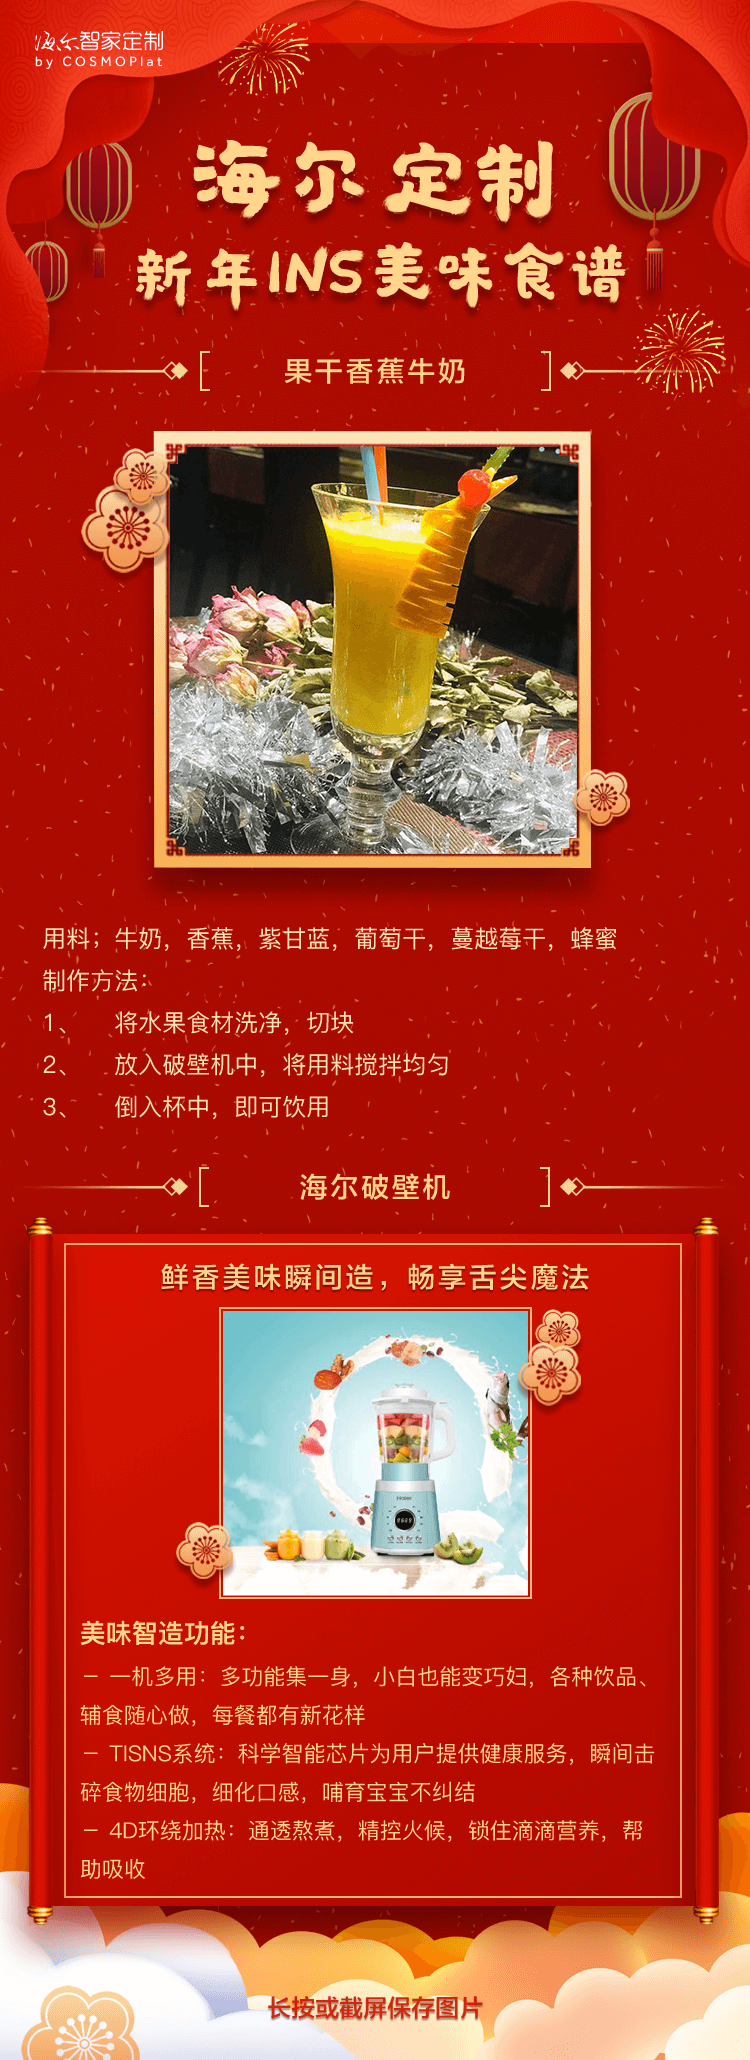 海尔智家定制
by COSMOPlat
海尔定制
新年INS美味食谱
果干香蕉牛奶
用料；牛奶，香蕉，紫甘蓝，葡萄干，蔓越莓干，蜂蜜
制作方法：
1、 将水果食材洗净，切块
2、 放入破壁机中，将用料搅拌均匀
3、 倒入杯中，即可饮用
海尔破壁机
鲜香美味瞬间造，畅享舌尖魔法
Haier
美味智造功能：
— 一机多用：多功能集一身，小白也能变巧妇，各种饮品、
辅食随心做，每餐都有新花样
— TISNS系统：科学智能芯片为用户提供健康服务，瞬间击
碎食物细胞，细化口感，哺育宝宝不纠结
— 4D环绕加热：通透熬煮，精控火候，锁住滴滴营养，帮
助吸收
长按或截屏保存图片